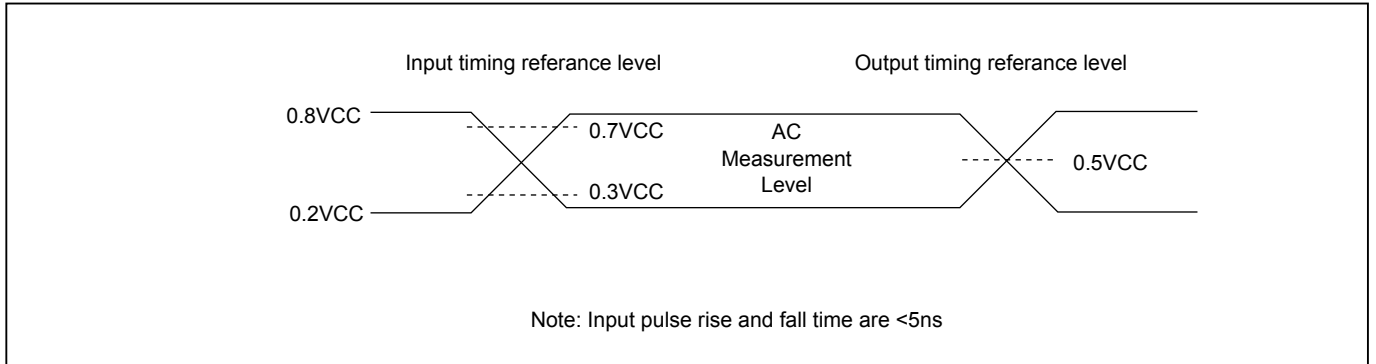 Input timing referance level
Output timing referance level
0.8VCC
0.7VCC
AC
Measurement
Level
0.5VCC
0.3VCC
0.2VCC
Note: Input pulse rise and fall time are <5ns